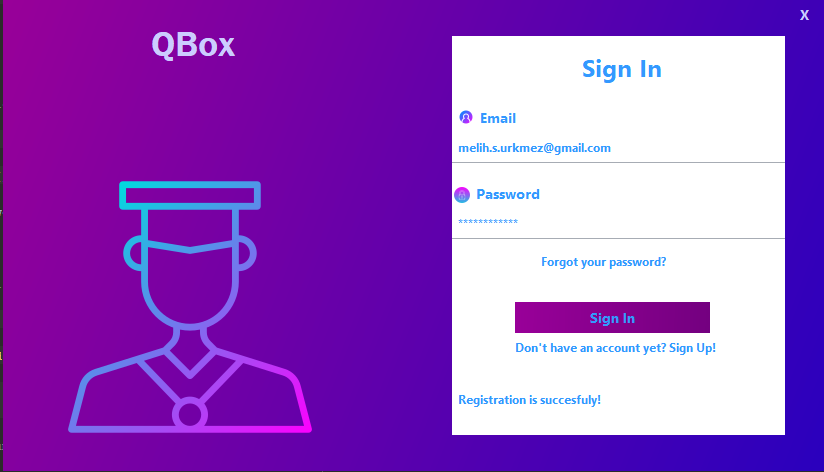 X
QBox
Sign In
Email
melih.s.urkmez@gmail.com
Password
************
Forgot your password?
Sign In
Don't have an account yet? Sign Up!
Registration is succesfuly!